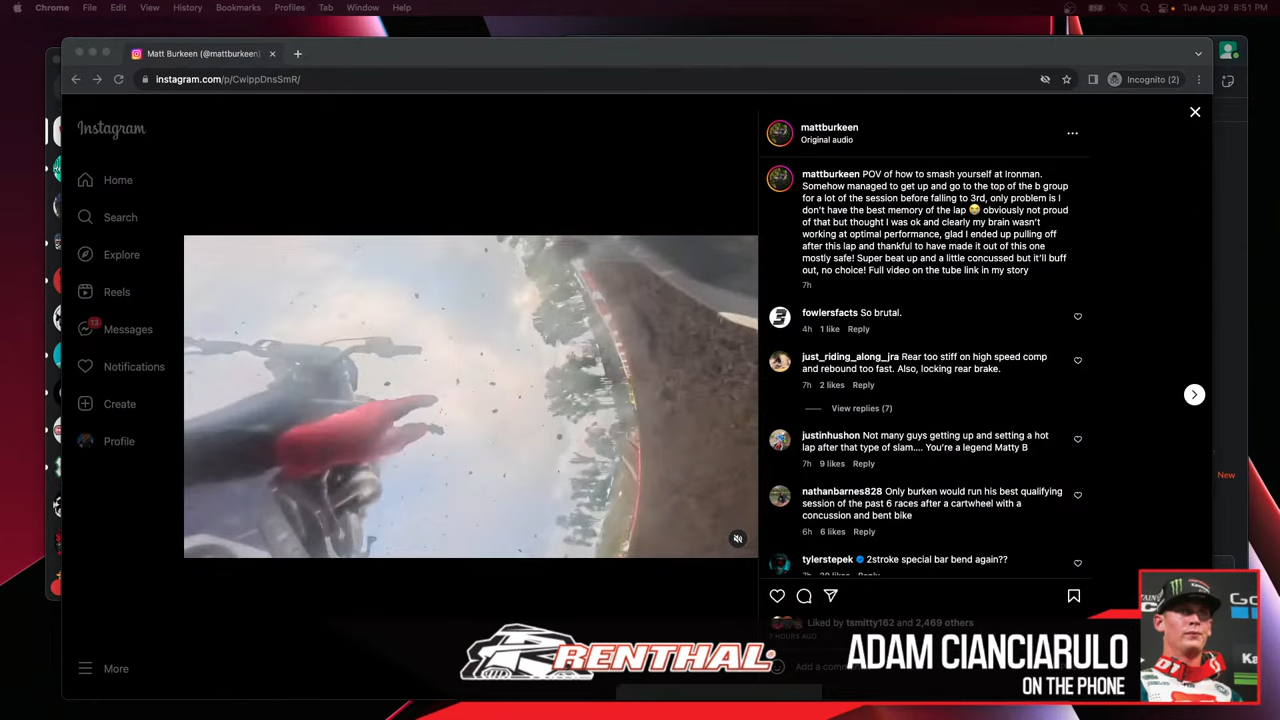 Chrome File Edit View History Bookmarks Profiles Tab Window Help
Tue Aug 29 8:51 PM
Matt Burkeen (@mattburkeen)
instagram.com/p/CwippDnsSmR/
Incognito (2)
Instagram
Home
Search
Explore
Reels
13
Messages
Notifications
Create
Profile
More
mattburkeen
Original audio
mattburkeen POV of how to smash yourself at Ironman.
Somehow managed to get up and go to the top of the b group
for a lot of the session before falling to 3rd, only problem is I
don't have the best memory of the lap 😅 obviously not proud
of that but thought I was ok and clearly my brain wasn't
working at optimal performance, glad I ended up pulling off
after this lap and thankful to have made it out of this one
mostly safe! Super beat up and a little concussed but it'll buff
out, no choice! Full video on the tube link in my story
7h
fowlersfacts So brutal.
4h 1 like Reply
just_riding_along_jra Rear too stiff on high speed comp
and rebound too fast. Also, locking rear brake.
7h 2 likes Reply
View replies (7)
justinhushon Not many guys getting up and setting a hot
lap after that type of slam.... You're a legend Matty B
7h 9 likes Reply
nathanbarnes828 Only burken would run his best qualifying
session of the past 6 races after a cartwheel with a
concussion and bent bike
6h 6 likes Reply
tylerstepek 2stroke special bar bend again??
Liked by tsmitty162 and 2,469 others
7 HOURS AGO
Add a comm
New
RENTHAL
ADAM CIANCIARULO
ON THE PHONE